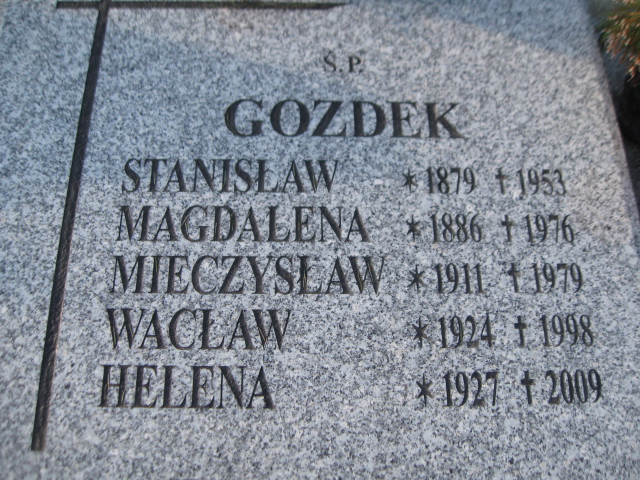 Ś.P.
GOZDEK
STANISŁAW * 1879 † 1953
MAGDALENA * 1886 † 1976
MIECZYSŁAW * 1911 † 1979
WACŁAW * 1924 † 1998
HELENA * 1927 † 2009